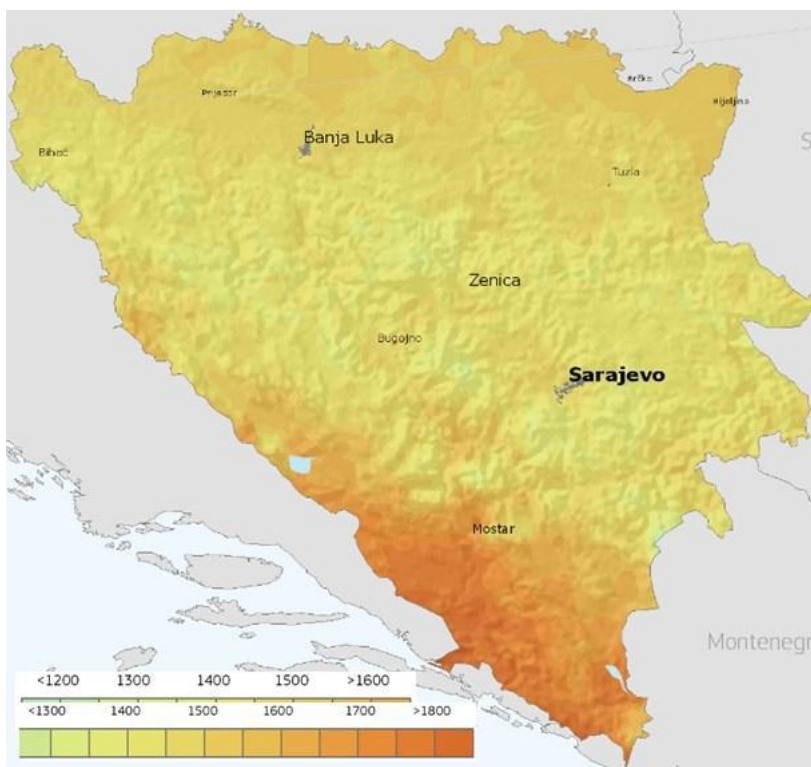 Brčko
Prijedor
Bijeljina
Banja Luka
S
Bihać
Tuzla
Zenica
Bugojno
Sarajevo
Mostar
Montenegr
<1200 1300 1400 1500 >1600
<1300 1400 1500 1600 1700 >1800